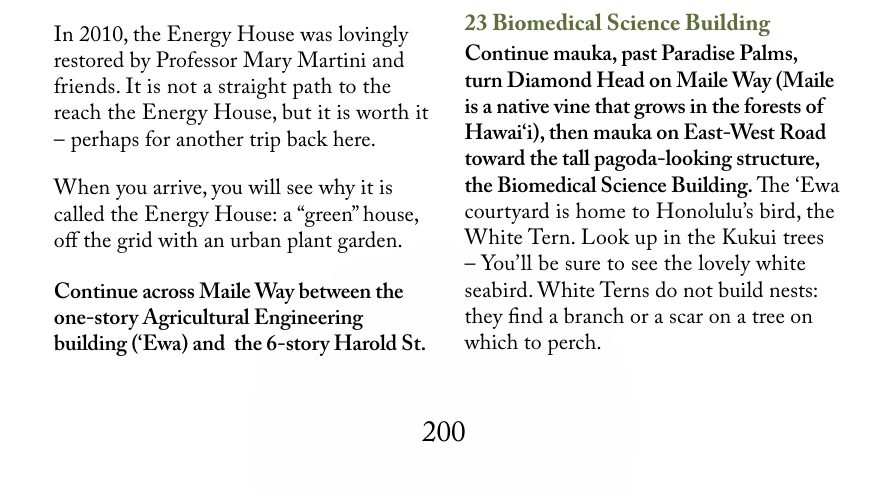 In 2010, the Energy House was lovingly
restored by Professor Mary Martini and
friends. It is not a straight path to the
reach the Energy House, but it is worth it
– perhaps for another trip back here.
When you arrive, you will see why it is
called the Energy House: a “green” house,
off the grid with an urban plant garden.
Continue across Maile Way between the
one-story Agricultural Engineering
building (‘Ewa) and the 6-story Harold St.
23 Biomedical Science Building
Continue mauka, past Paradise Palms,
turn Diamond Head on Maile Way (Maile
is a native vine that grows in the forests of
Hawai‘i), then mauka on East-West Road
toward the tall pagoda-looking structure,
the Biomedical Science Building. The ‘Ewa
courtyard is home to Honolulu’s bird, the
White Tern. Look up in the Kukui trees
– You’ll be sure to see the lovely white
seabird. White Terns do not build nests:
they find a branch or a scar on a tree on
which to perch.
200